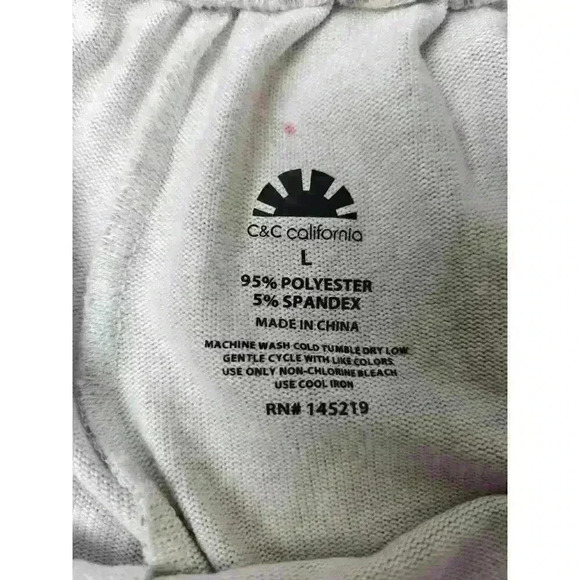 C&C california
L
95% POLYESTER
5% SPANDEX
MADE IN CHINA
MACHINE WASH COLD TUMBLE DRY LOW
GENTLE CYCLE WITH LIKE COLORS.
USE ONLY NON-CHLORINE BLEACH
USE COOL IRON
RN# 145219